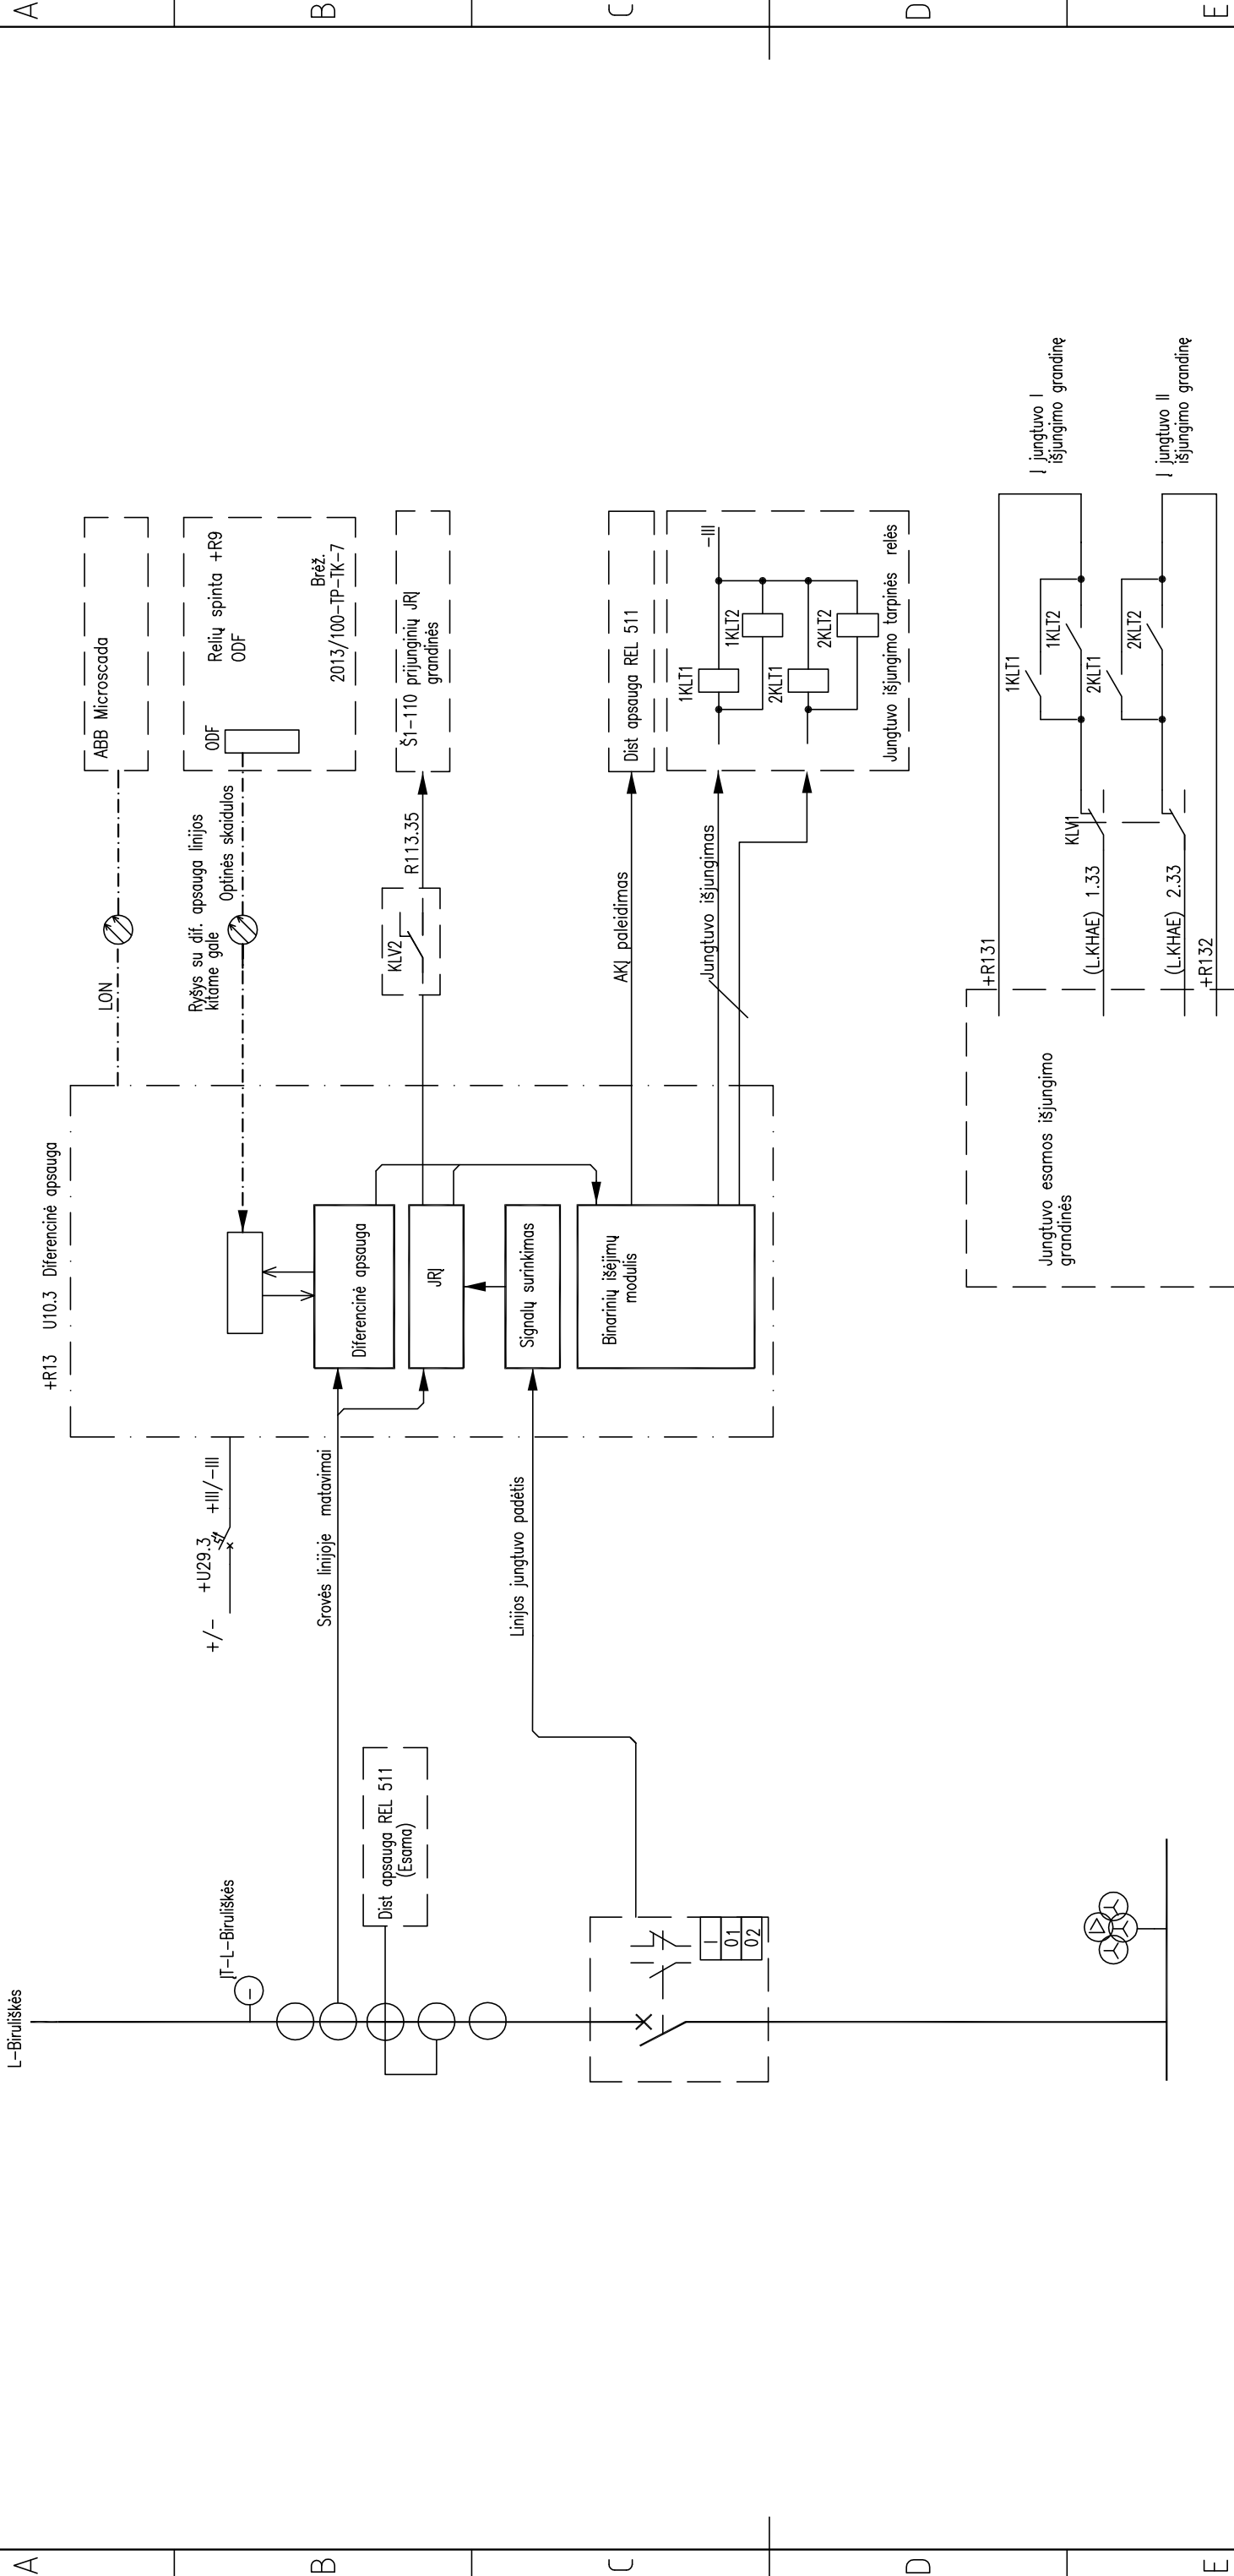 A
B
C
D
E
L-Biruliškės
ĮT-L-Biruliškės
Dist apsauga REL 511
(Esama)
I
01
02
+/-
+U29.3
+III/-III
Srovės linijoje matavimai
Linijos jungtuvo padėtis
+R13
U10.3 Diferencinė apsauga
Diferencinė apsauga
JRĮ
Signalų surinkimas
Binarinių išėjimų
modulis
LON
Ryšys su dif. apsauga linijos
kitame gale
Optinės skaidulos
KLV2
R113.35
AKĮ paleidimas
Jungtuvo išjungimas
ABB Microscada
ODF
Relių spinta +R9
ODF
Brėž.
2013/100-TP-TK-7
Š1-110 prijunginių JRĮ
grandinės
Dist apsauga REL 511
1KLT1
1KLT2
2KLT1
2KLT2
-III
Jungtuvo išjungimo tarpinės relės
Jungtuvo esamos išjungimo
grandinės
+R131
(L.KHAE) 1.33
(L.KHAE) 2.33
+R132
KLV1
1KLT1
1KLT2
2KLT1
2KLT2
Į jungtuvo I
išjungimo grandinę
Į jungtuvo II
išjungimo grandinę
A
B
C
D
E